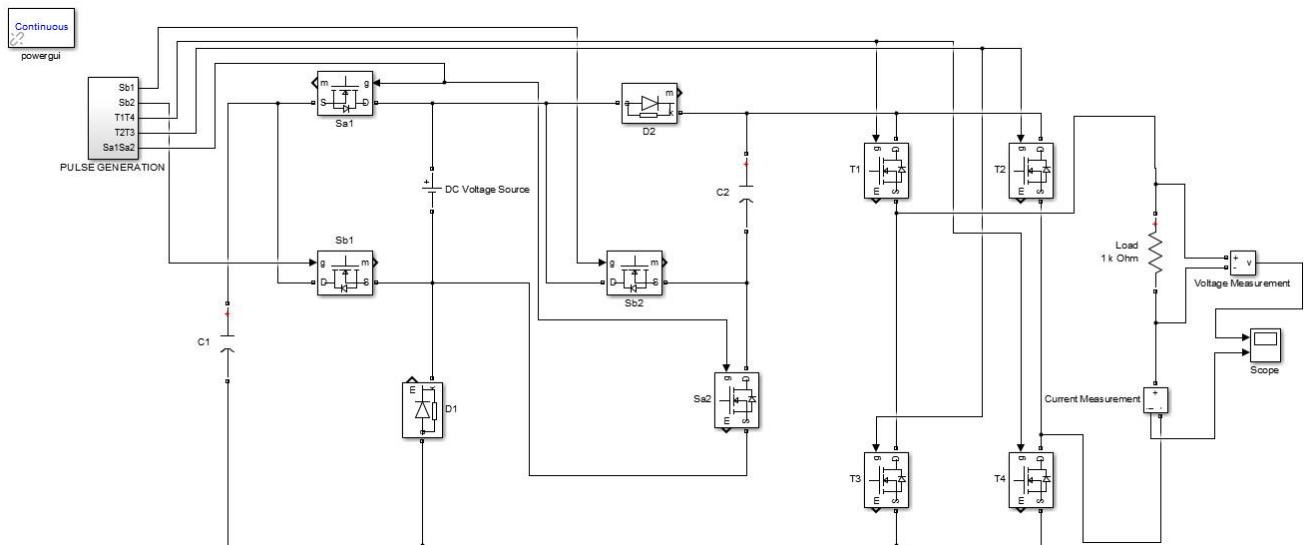 Continuous
powergui
Sb1
Sb2
T1T4
T2T3
Sa1Sa2
PULSE GENERATION
m g
S D
Sa1
+
DC Voltage Source
a m
k
D2
+
C2
g D
m S
T1
g D
m S
T2
Sb1
g m
D S
g m
D S
Sb2
+
Load
1 k Ohm
+
-
v
Voltage Measurement
Scope
+
C1
m k
a
D1
g D
m S
Sa2
Current Measurement
+
i -
g D
m S
T3
g D
m S
T4